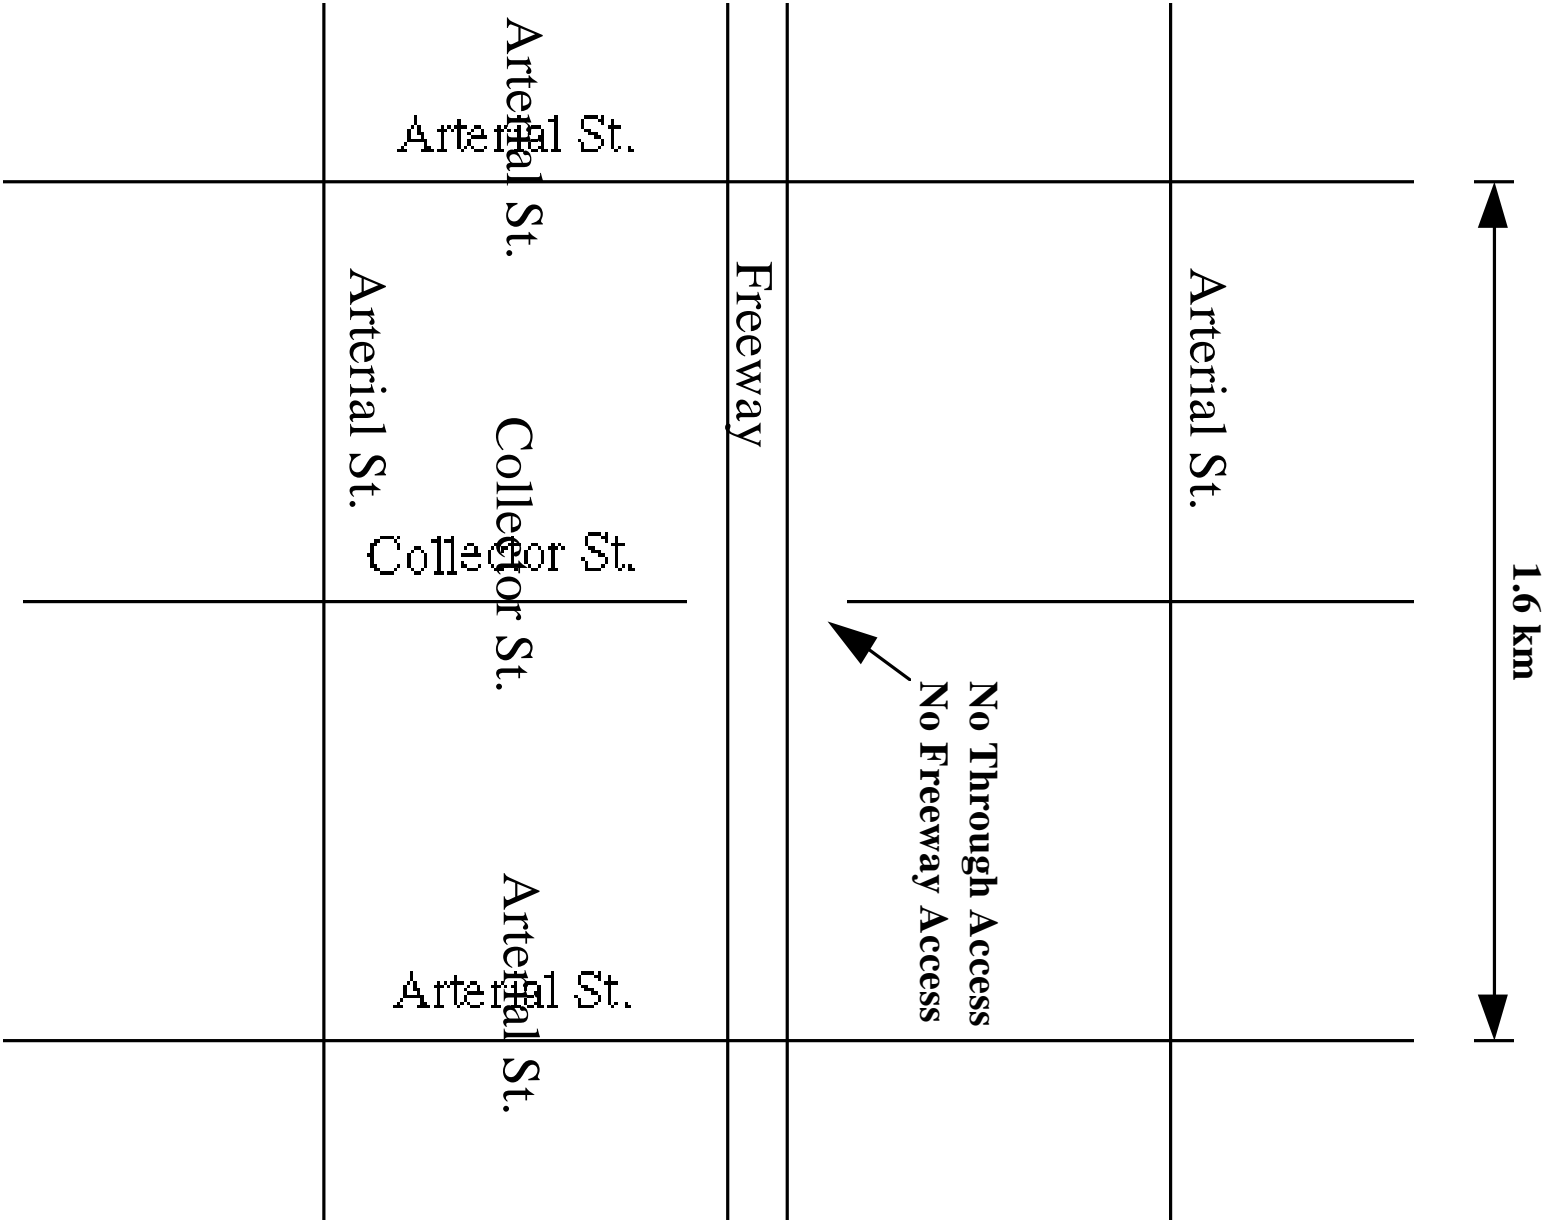 Arterial St.
Arterial St.
Arterial St.
Freeway
Arterial St.
Collector St.
Collector St.
1.6 km
No Through Access
No Freeway Access
Arterial St.
Arterial St.